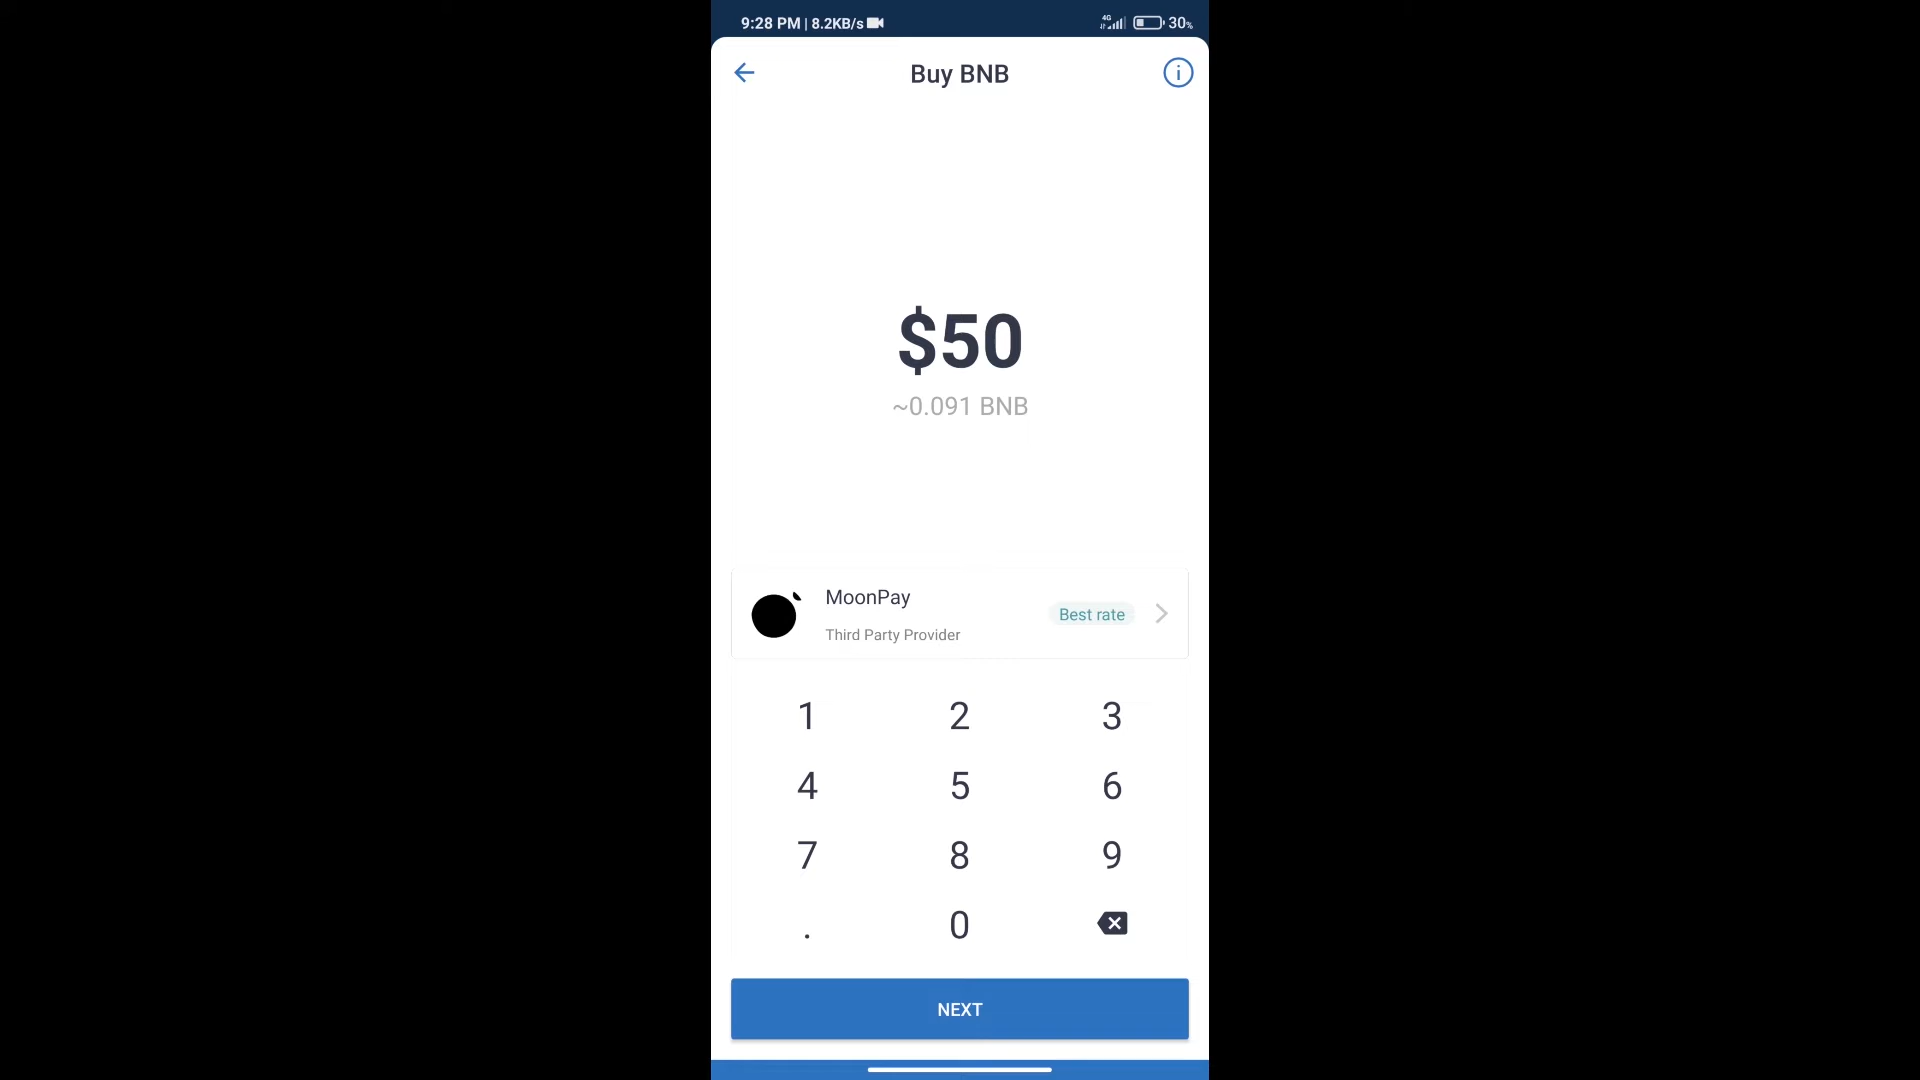 9:28 PM | 8.2KB/s 4G 30%
Buy BNB
$50
~0.091 BNB
MoonPay
Third Party Provider
Best rate
1 2 3
4 5 6
7 8 9
. 0
NEXT